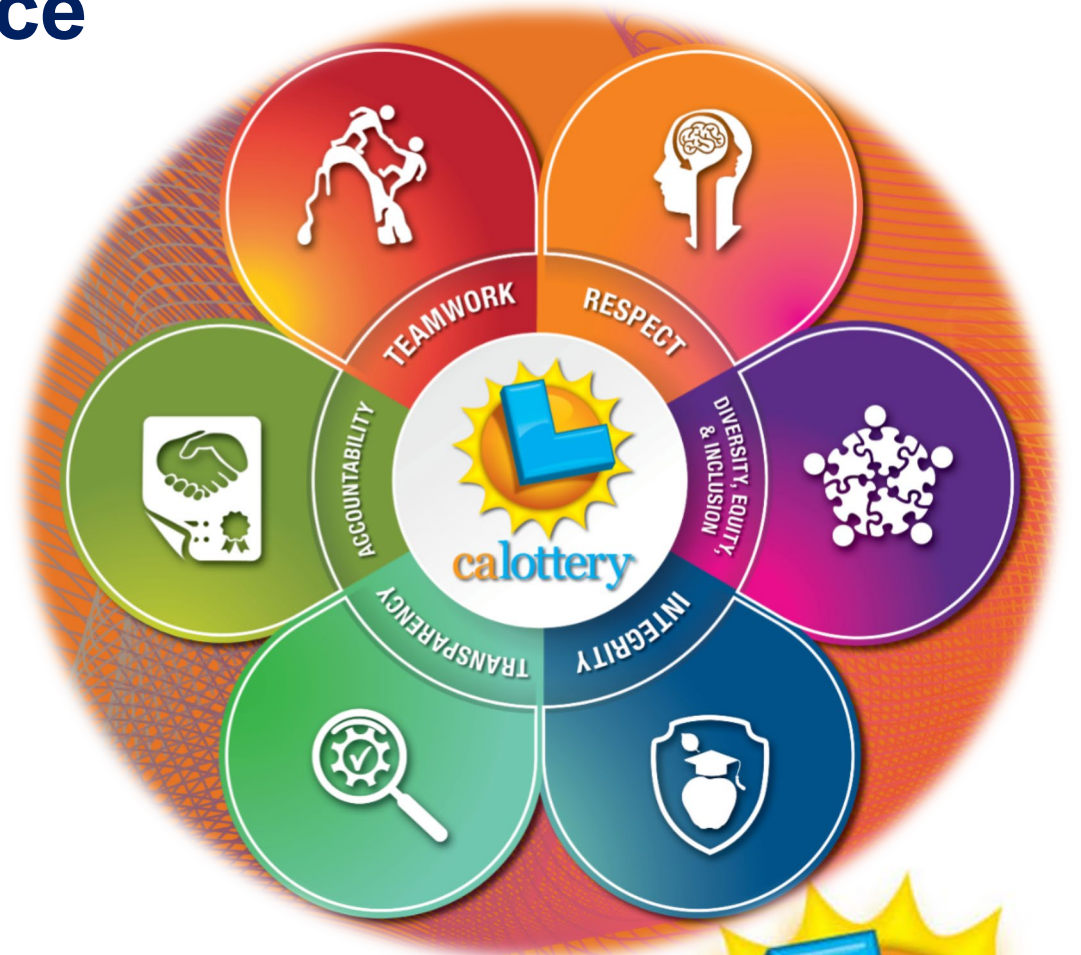 ce
TEAMWORK
RESPECT
ACCOUNTABILITY
DIVERSITY, EQUITY,
& INCLUSION
TRANSPARENCY
INTEGRITY
calottery